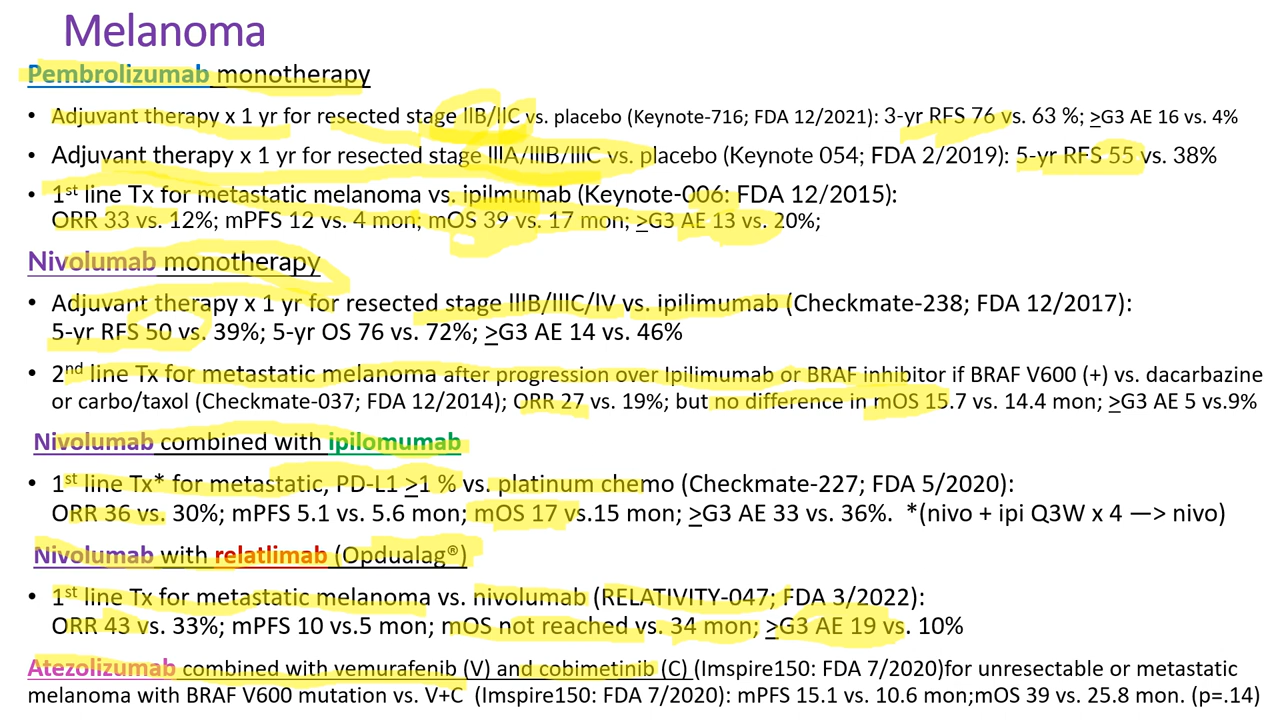 Melanoma
Pembrolizumab monotherapy
• Adjuvant therapy x 1 yr for resected stage IIB/IIC vs. placebo (Keynote-716; FDA 12/2021): 3-yr RFS 76 vs. 63 %; >G3 AE 16 vs. 4%
• Adjuvant therapy x 1 yr for resected stage IIIA/IIIB/IIIC vs. placebo (Keynote 054; FDA 2/2019): 5-yr RFS 55 vs. 38%
• 1st line Tx for metastatic melanoma vs. ipilmumab (Keynote-006: FDA 12/2015):
ORR 33 vs. 12%; mPFS 12 vs. 4 mon; mOS 39 vs. 17 mon; >G3 AE 13 vs. 20%;
Nivolumab monotherapy
• Adjuvant therapy x 1 yr for resected stage IIIB/IIIC/IV vs. ipilimumab (Checkmate-238; FDA 12/2017):
5-yr RFS 50 vs. 39%; 5-yr OS 76 vs. 72%; >G3 AE 14 vs. 46%
• 2nd line Tx for metastatic melanoma after progression over Ipilimumab or BRAF inhibitor if BRAF V600 (+) vs. dacarbazine
or carbo/taxol (Checkmate-037; FDA 12/2014); ORR 27 vs. 19%; but no difference in mOS 15.7 vs. 14.4 mon; >G3 AE 5 vs.9%
Nivolumab combined with ipilomumab
• 1st line Tx* for metastatic, PD-L1 >1 % vs. platinum chemo (Checkmate-227; FDA 5/2020):
ORR 36 vs. 30%; mPFS 5.1 vs. 5.6 mon; mOS 17 vs.15 mon; >G3 AE 33 vs. 36%. *(nivo + ipi Q3W x 4 —> nivo)
Nivolumab with relatlimab (Opdualag®)
• 1st line Tx for metastatic melanoma vs. nivolumab (RELATIVITY-047; FDA 3/2022):
ORR 43 vs. 33%; mPFS 10 vs.5 mon; mOS not reached vs. 34 mon; >G3 AE 19 vs. 10%
Atezolizumab combined with vemurafenib (V) and cobimetinib (C) (Imspire150: FDA 7/2020)for unresectable or metastatic
melanoma with BRAF V600 mutation vs. V+C (Imspire150: FDA 7/2020): mPFS 15.1 vs. 10.6 mon;mOS 39 vs. 25.8 mon. (p=.14)